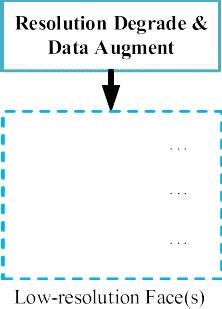 Resolution Degrade &
Data Augment
...
...
...
Low-resolution Face(s)